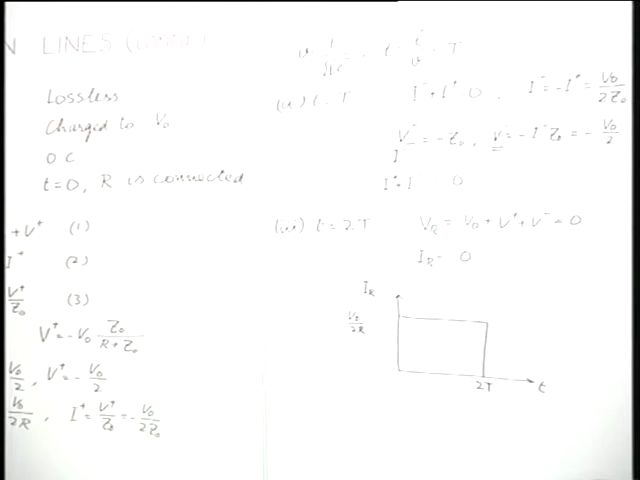 N LINES
Lossless
Charged to V₀
OC
t=0, R is connected
+V⁺ (1)
I⁺ (2)
V⁺/Z₀ (3)
V⁺=-V₀ Z₀/(R+Z₀)
V₀/2, V⁺=-V₀/2
V₀/2R, I⁺=V⁺/Z₀=-V₀/2Z₀
T
I⁻+I⁺ 0, I⁻=-I⁺=V₀/2Z₀
V⁻/I⁻=-Z₀, V⁻=-I⁻Z₀=-V₀/2
0
(iii) t=2T V_R=V₀+V⁺+V⁻=0
I_R= 0
I_R
V₀/2R
2T t